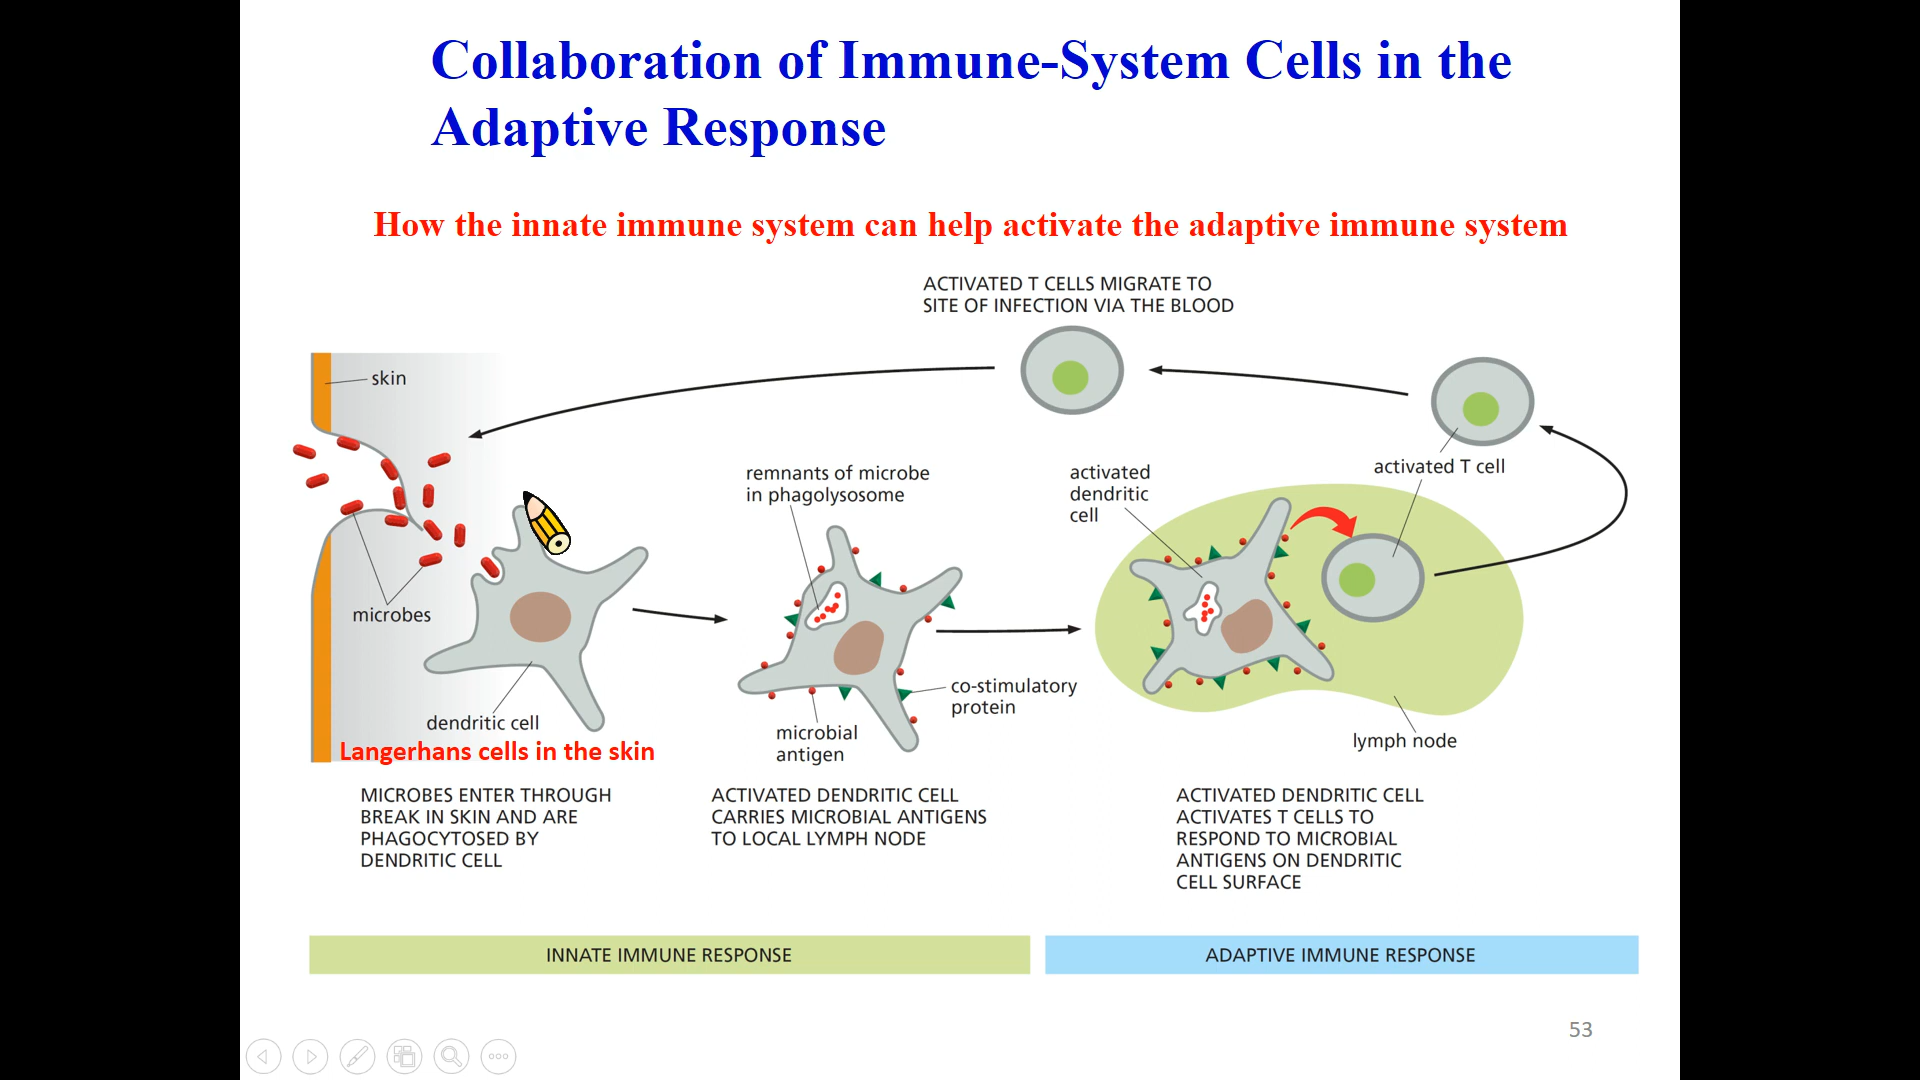 Collaboration of Immune-System Cells in the
Adaptive Response
How the innate immune system can help activate the adaptive immune system
ACTIVATED T CELLS MIGRATE TO
SITE OF INFECTION VIA THE BLOOD
skin
microbes
dendritic cell
Langerhans cells in the skin
remnants of microbe
in phagolysosome
microbial
antigen
co-stimulatory
protein
activated
dendritic
cell
activated T cell
lymph node
MICROBES ENTER THROUGH
BREAK IN SKIN AND ARE
PHAGOCYTOSED BY
DENDRITIC CELL
ACTIVATED DENDRITIC CELL
CARRIES MICROBIAL ANTIGENS
TO LOCAL LYMPH NODE
ACTIVATED DENDRITIC CELL
ACTIVATES T CELLS TO
RESPOND TO MICROBIAL
ANTIGENS ON DENDRITIC
CELL SURFACE
INNATE IMMUNE RESPONSE
ADAPTIVE IMMUNE RESPONSE
53